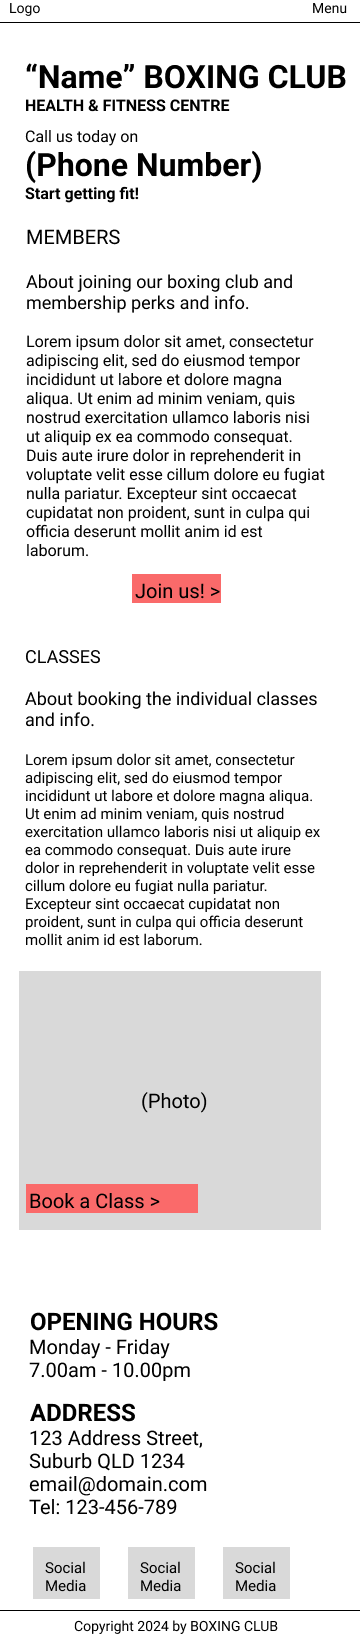 Logo Menu
“Name” BOXING CLUB
HEALTH & FITNESS CENTRE
Call us today on
(Phone Number)
Start getting fit!
MEMBERS
About joining our boxing club and
membership perks and info.
Lorem ipsum dolor sit amet, consectetur
adipiscing elit, sed do eiusmod tempor
incididunt ut labore et dolore magna
aliqua. Ut enim ad minim veniam, quis
nostrud exercitation ullamco laboris nisi
ut aliquip ex ea commodo consequat.
Duis aute irure dolor in reprehenderit in
voluptate velit esse cillum dolore eu fugiat
nulla pariatur. Excepteur sint occaecat
cupidatat non proident, sunt in culpa qui
officia deserunt mollit anim id est
laborum.
Join us! >
CLASSES
About booking the individual classes
and info.
Lorem ipsum dolor sit amet, consectetur
adipiscing elit, sed do eiusmod tempor
incididunt ut labore et dolore magna aliqua.
Ut enim ad minim veniam, quis nostrud
exercitation ullamco laboris nisi ut aliquip ex
ea commodo consequat. Duis aute irure
dolor in reprehenderit in voluptate velit esse
cillum dolore eu fugiat nulla pariatur.
Excepteur sint occaecat cupidatat non
proident, sunt in culpa qui officia deserunt
mollit anim id est laborum.
(Photo)
Book a Class >
OPENING HOURS
Monday - Friday
7.00am - 10.00pm
ADDRESS
123 Address Street,
Suburb QLD 1234
email@domain.com
Tel: 123-456-789
Social Media
Social Media
Social Media
Copyright 2024 by BOXING CLUB